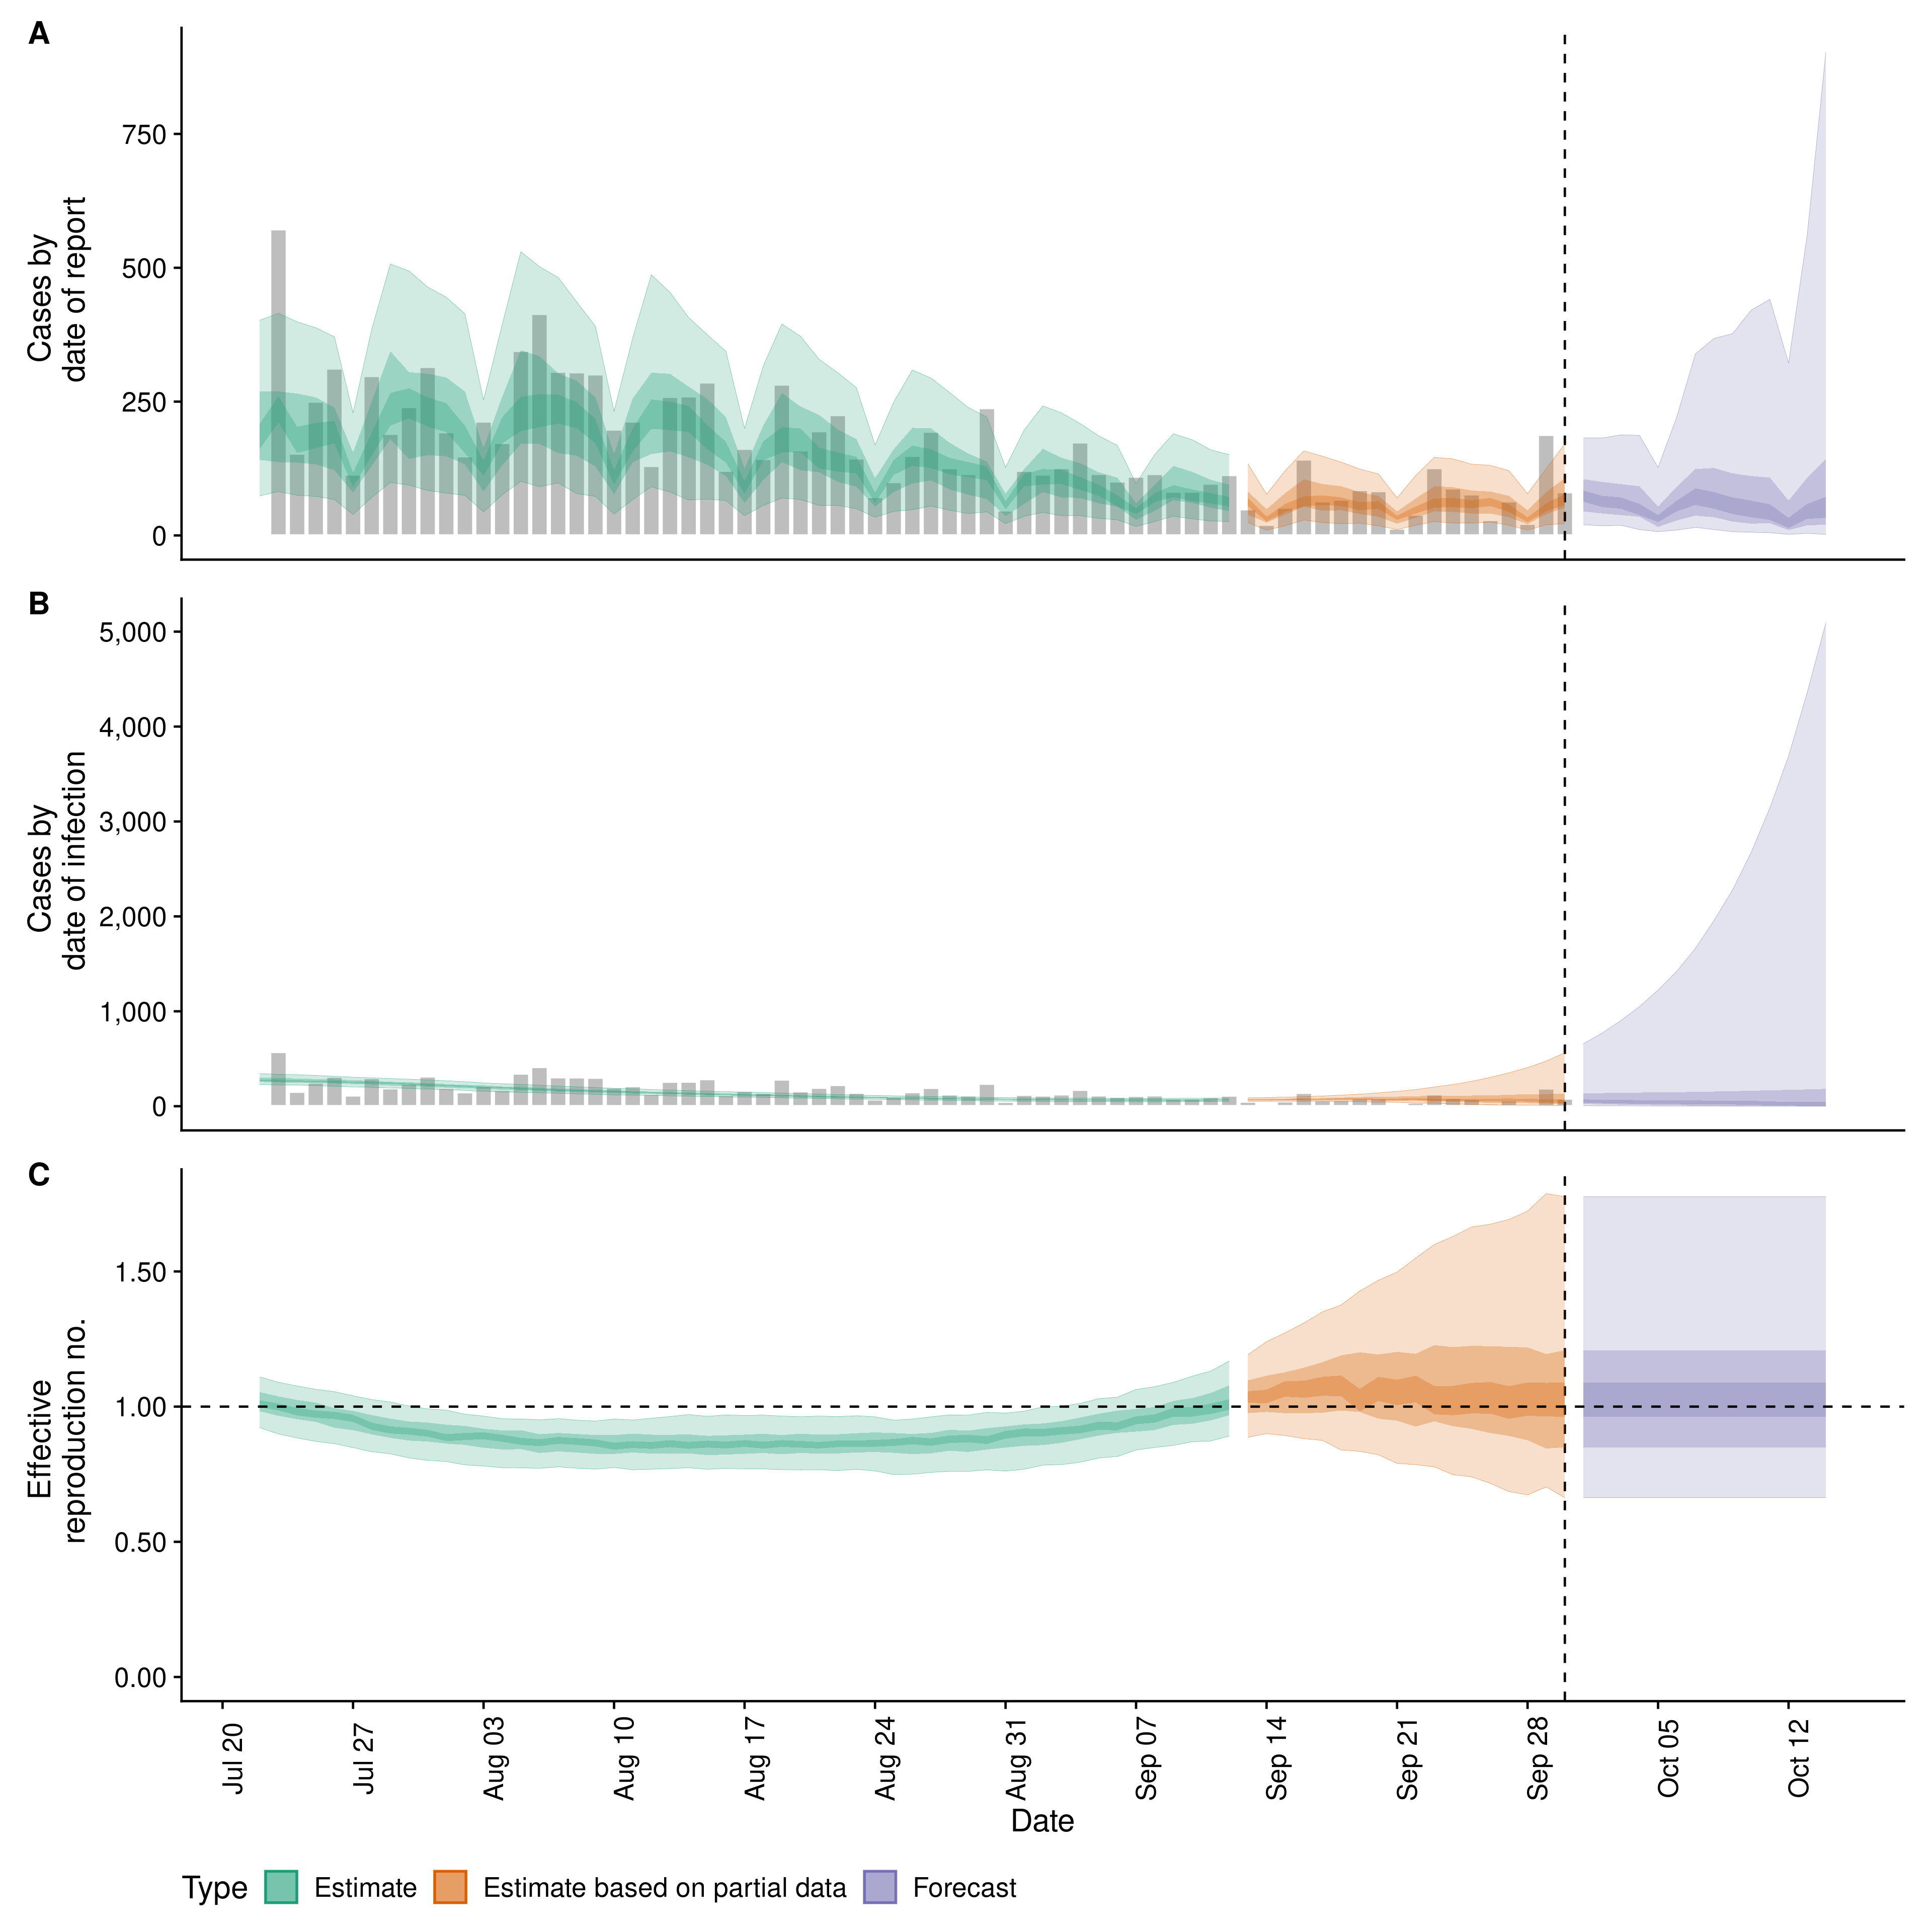 A
Cases by
date of report
750
500
250
0
B
Cases by
date of infection
5,000
4,000
3,000
2,000
1,000
0
C
Effective
reproduction no.
1.50
1.00
0.50
0.00
Jul 20
Jul 27
Aug 03
Aug 10
Aug 17
Aug 24
Aug 31
Sep 07
Sep 14
Sep 21
Sep 28
Oct 05
Oct 12
Date
Type Estimate Estimate based on partial data Forecast